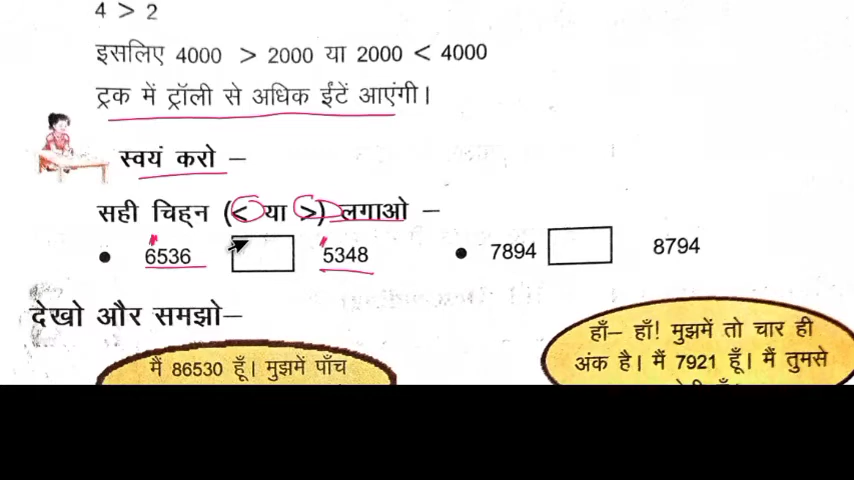 4 > 2
इसलिए 4000 > 2000 या 2000 < 4000
ट्रक में ट्रॉली से अधिक ईंटें आएंगी।
स्वयं करो –
सही चिह्न (< या >) लगाओ –
• 6536 5348 • 7894 8794
देखो और समझो–
मैं 86530 हूँ। मुझमें पाँच
हाँ– हाँ! मुझमें तो चार ही
अंक है। मैं 7921 हूँ। मैं तुमसे